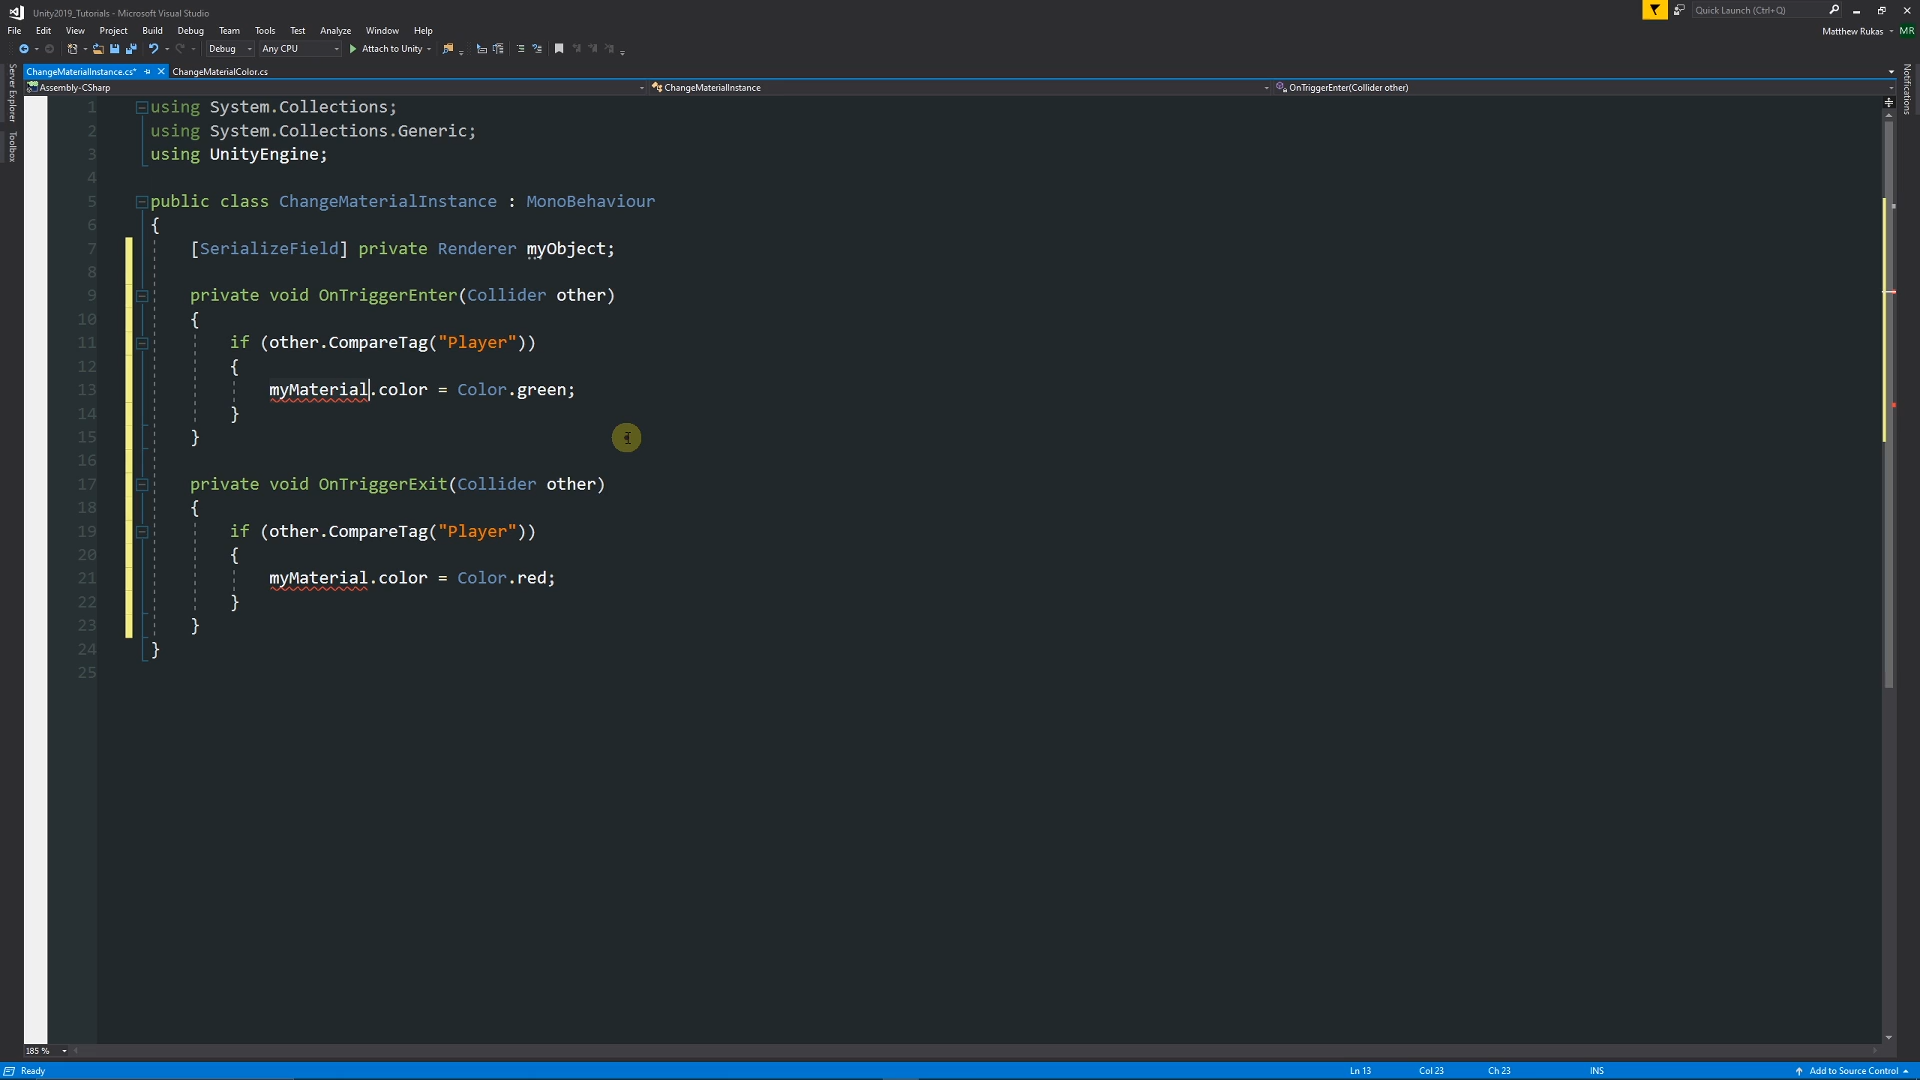 Unity2019_Tutorials - Microsoft Visual Studio
Quick Launch (Ctrl+Q)
File Edit View Project Build Debug Team Tools Test Analyze Window Help
Matthew Rukas MR
Debug Any CPU Attach to Unity
ChangeMaterialInstance.cs* ChangeMaterialColor.cs
Assembly-CSharp ChangeMaterialInstance OnTriggerEnter(Collider other)
Server Explorer
Toolbox
Notifications
1 using System.Collections;
2 using System.Collections.Generic;
3 using UnityEngine;
4
5 public class ChangeMaterialInstance : MonoBehaviour
6 {
7 [SerializeField] private Renderer myObject;
8
9 private void OnTriggerEnter(Collider other)
10 {
11 if (other.CompareTag("Player"))
12 {
13 myMaterial.color = Color.green;
14 }
15 }
16
17 private void OnTriggerExit(Collider other)
18 {
19 if (other.CompareTag("Player"))
20 {
21 myMaterial.color = Color.red;
22 }
23 }
24 }
25
185 %
Ready Ln 13 Col 23 Ch 23 INS Add to Source Control